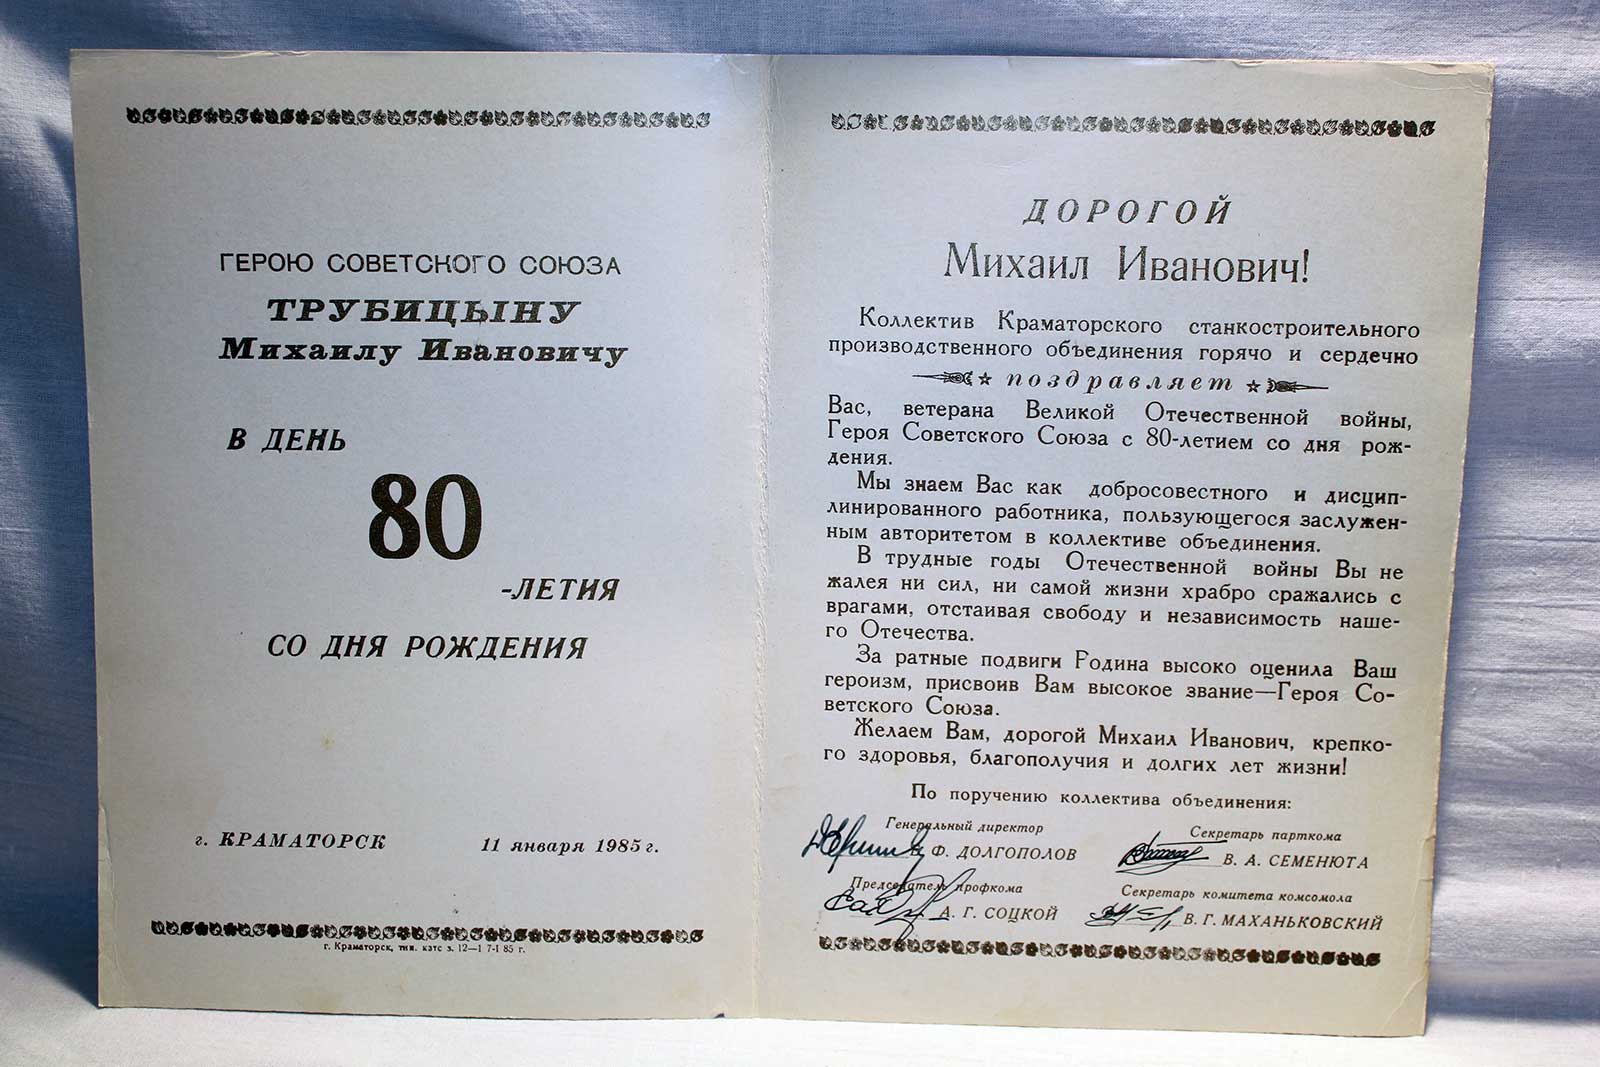 ГЕРОЮ СОВЕТСКОГО СОЮЗА
ТРУБИЦЫНУ
Михаилу Ивановичу
В ДЕНЬ
80
-ЛЕТИЯ
СО ДНЯ РОЖДЕНИЯ
г. КРАМАТОРСК 11 января 1985 г.
г. Краматорск, тип. кэтс з. 12—1 7-I 85 г.
ДОРОГОЙ
Михаил Иванович!
Коллектив Краматорского станкостроительного
производственного объединения горячо и сердечно
поздравляет
Вас, ветерана Великой Отечественной войны,
Героя Советского Союза с 80-летием со дня рож-
дения.
Мы знаем Вас как добросовестного и дисцип-
линированного работника, пользующегося заслужен-
ным авторитетом в коллективе объединения.
В трудные годы Отечественной войны Вы не
жалея ни сил, ни самой жизни храбро сражались с
врагами, отстаивая свободу и независимость наше-
го Отечества.
За ратные подвиги Родина высоко оценила Ваш
героизм, присвоив Вам высокое звание—Героя Со-
ветского Союза.
Желаем Вам, дорогой Михаил Иванович, крепко-
го здоровья, благополучия и долгих лет жизни!
По поручению коллектива объединения:
Генеральный директор
Ф. ДОЛГОПОЛОВ
Секретарь парткома
В. А. СЕМЕНЮТА
Председатель профкома
А. Г. СОЦКОЙ
Секретарь комитета комсомола
В. Г. МАХАНЬКОВСКИЙ